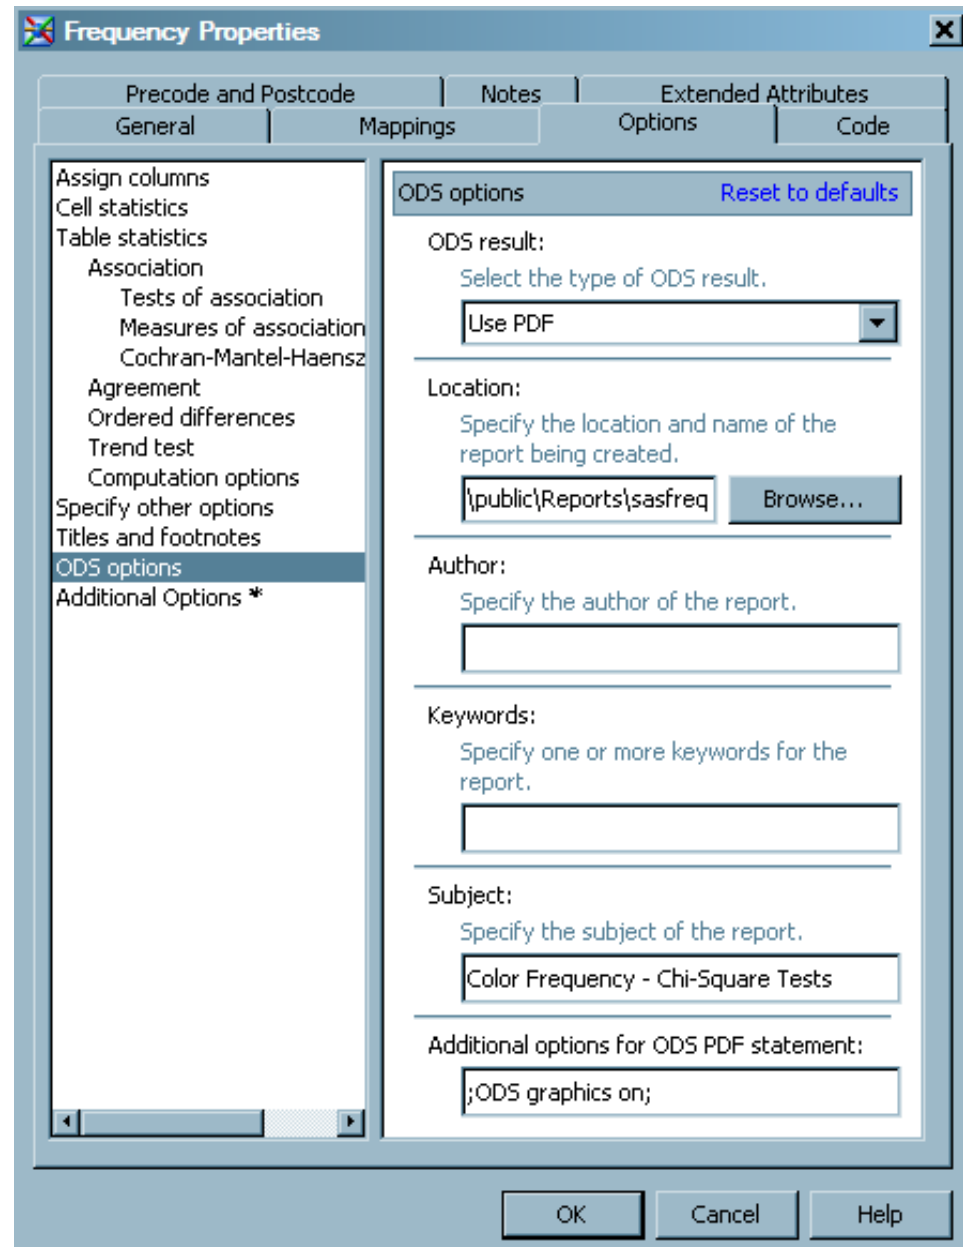 Frequency Properties
Precode and Postcode Notes Extended Attributes
General Mappings Options Code
Assign columns
Cell statistics
Table statistics
Association
Tests of association
Measures of association
Cochran-Mantel-Haensz
Agreement
Ordered differences
Trend test
Computation options
Specify other options
Titles and footnotes
ODS options
Additional Options *
ODS options Reset to defaults
ODS result:
Select the type of ODS result.
Use PDF
Location:
Specify the location and name of the
report being created.
\public\Reports\sasfreq Browse...
Author:
Specify the author of the report.
Keywords:
Specify one or more keywords for the
report.
Subject:
Specify the subject of the report.
Color Frequency - Chi-Square Tests
Additional options for ODS PDF statement:
;ODS graphics on;
OK Cancel Help